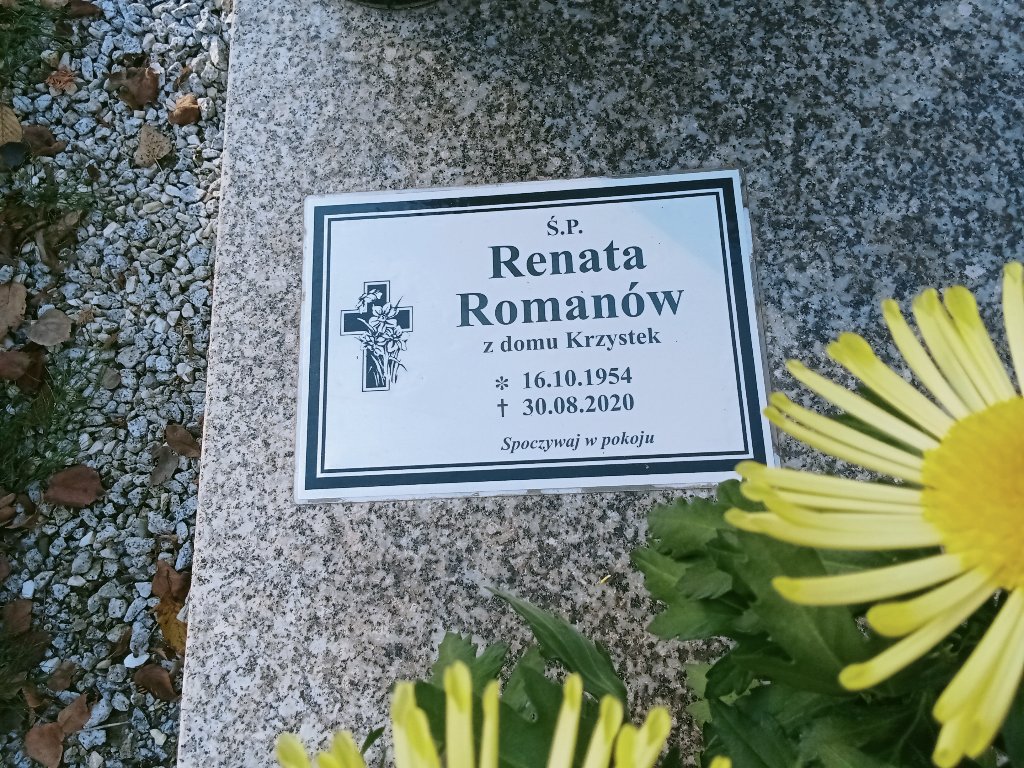 Ś.P.
Renata
Romanów
z domu Krzystek
* 16.10.1954
† 30.08.2020
Spoczywaj w pokoju